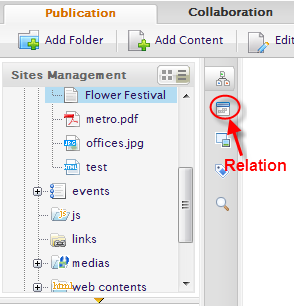 Publication
Collaboration
Add Folder
Add Content
Edi
Sites Management
Flower Festival
metro.pdf
offices.jpg
test
events
js
links
medias
web contents
Relation